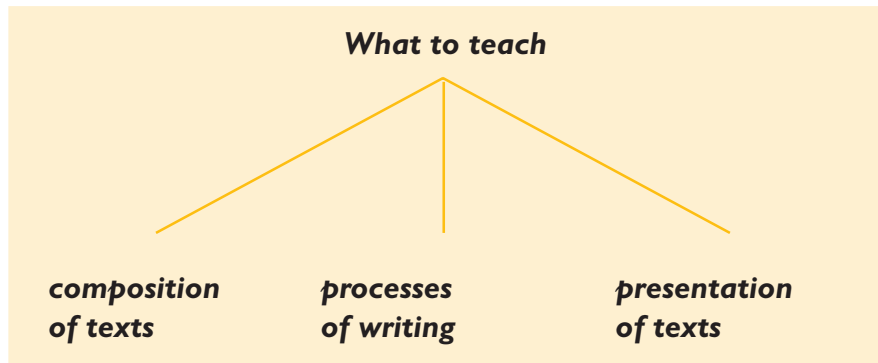 What to teach
composition
of texts
processes
of writing
presentation
of texts